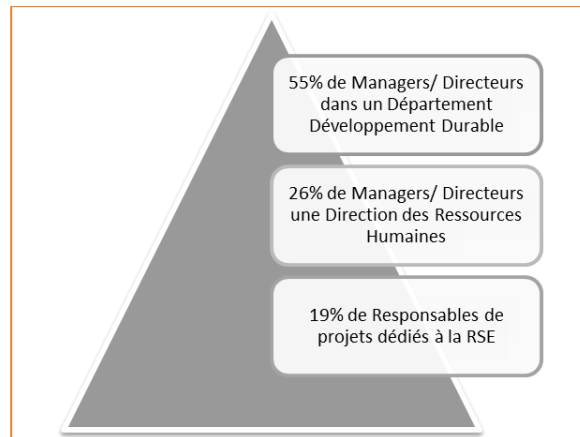 55% de Managers/ Directeurs
dans un Département
Développement Durable
26% de Managers/ Directeurs
une Direction des Ressources
Humaines
19% de Responsables de
projets dédiés à la RSE